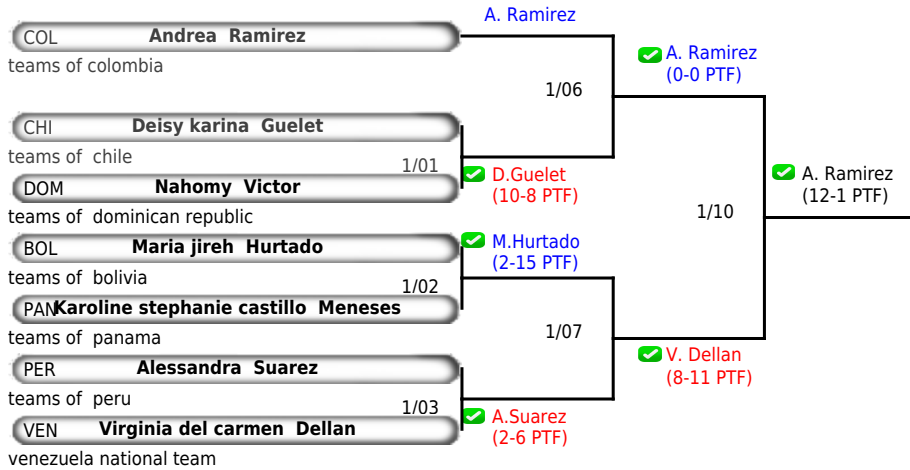 A. Ramirez
COL Andrea Ramirez
teams of colombia
A. Ramirez
(0-0 PTF)
1/06
CHI Deisy karina Guelet
teams of chile
1/01
D.Guelet
(10-8 PTF)
DOM Nahomy Victor
teams of dominican republic
A. Ramirez
(12-1 PTF)
1/10
BOL Maria jireh Hurtado
teams of bolivia
M.Hurtado
(2-15 PTF)
1/02
PAN Karoline stephanie castillo Meneses
teams of panama
1/07
V. Dellan
(8-11 PTF)
PER Alessandra Suarez
teams of peru
1/03
A.Suarez
(2-6 PTF)
VEN Virginia del carmen Dellan
venezuela national team